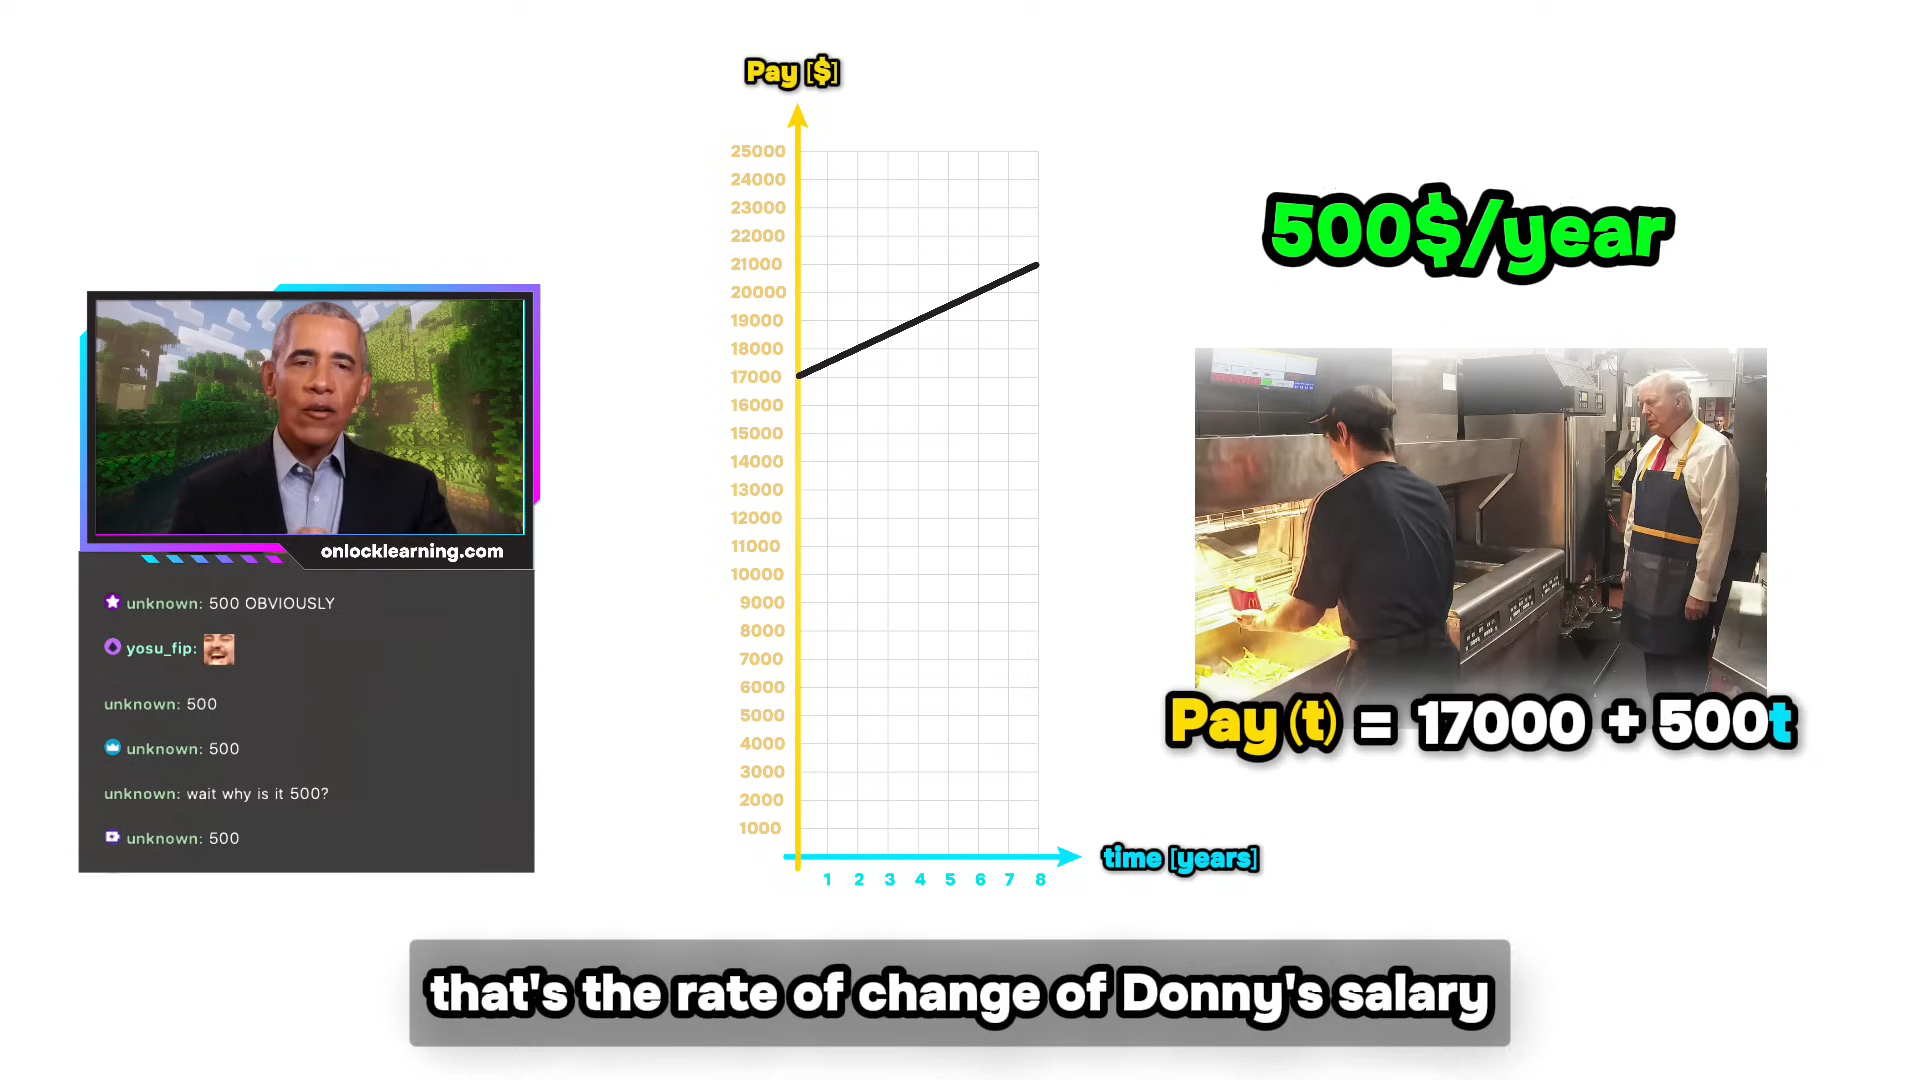 Pay [$]
25000
24000
23000
22000
21000
20000
19000
18000
17000
16000
15000
14000
13000
12000
11000
10000
9000
8000
7000
6000
5000
4000
3000
2000
1000
1 2 3 4 5 6 7 8
time [years]
500$/year
Pay(t) = 17000 + 500t
onlocklearning.com
unknown: 500 OBVIOUSLY
yosu_fip:
unknown: 500
unknown: 500
unknown: wait why is it 500?
unknown: 500
that's the rate of change of Donny's salary